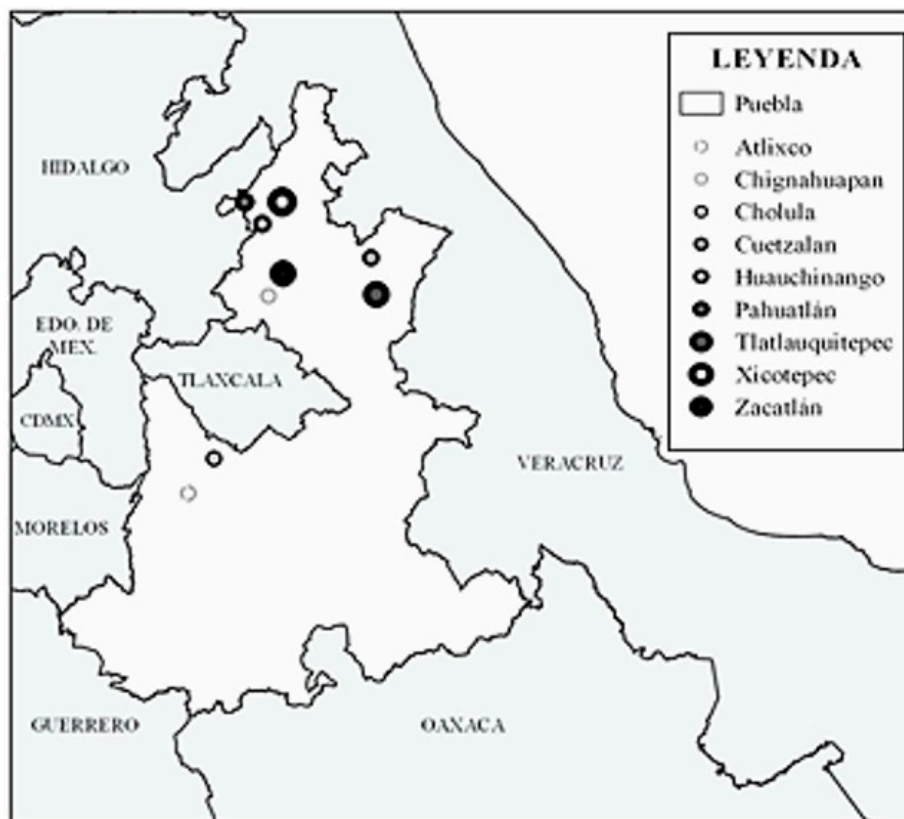 LEYENDA
Puebla
Atlixco
Chignahuapan
Cholula
Cuetzalan
Huauchinango
Pahuatlán
Tlatlauquitepec
Xicotepec
Zacatlán
HIDALGO
EDO. DE
MEX.
TLAXCALA
CDMX
VERACRUZ
MORELOS
GUERRERO
OAXACA